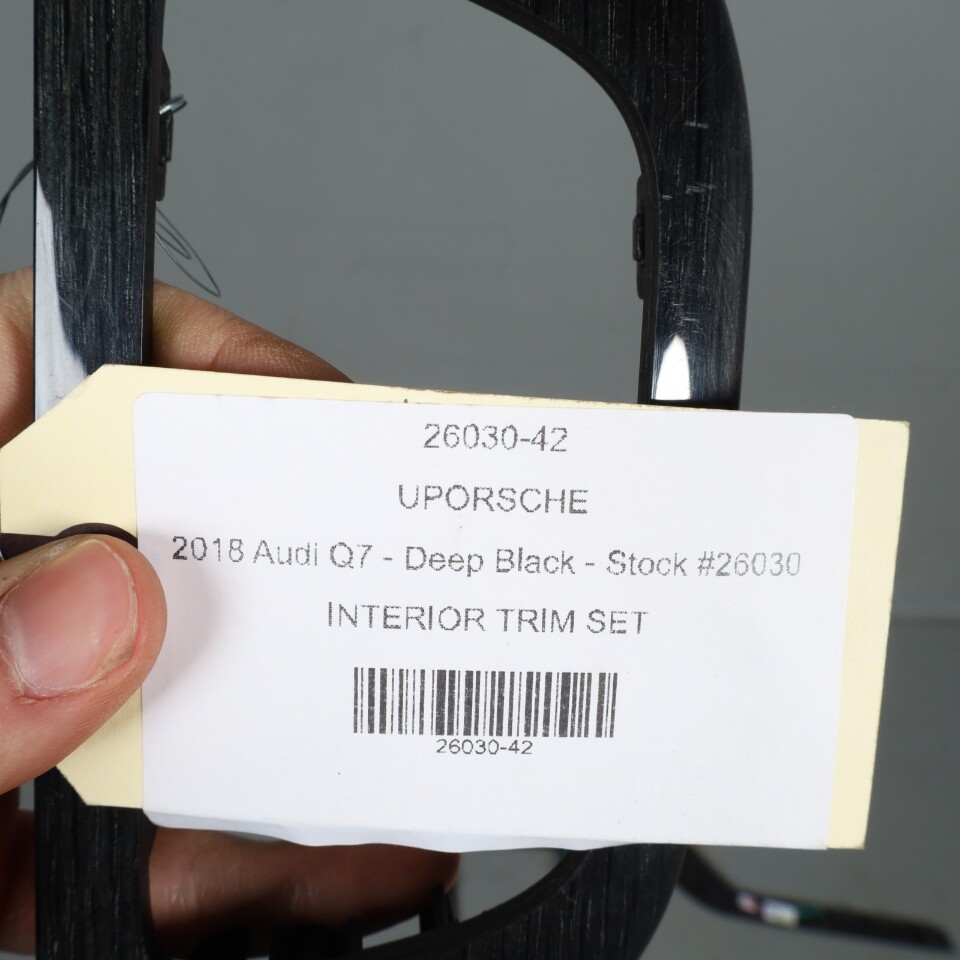 26030-42
UPORSCHE
2018 Audi Q7 - Deep Black - Stock #26030
INTERIOR TRIM SET
26030-42